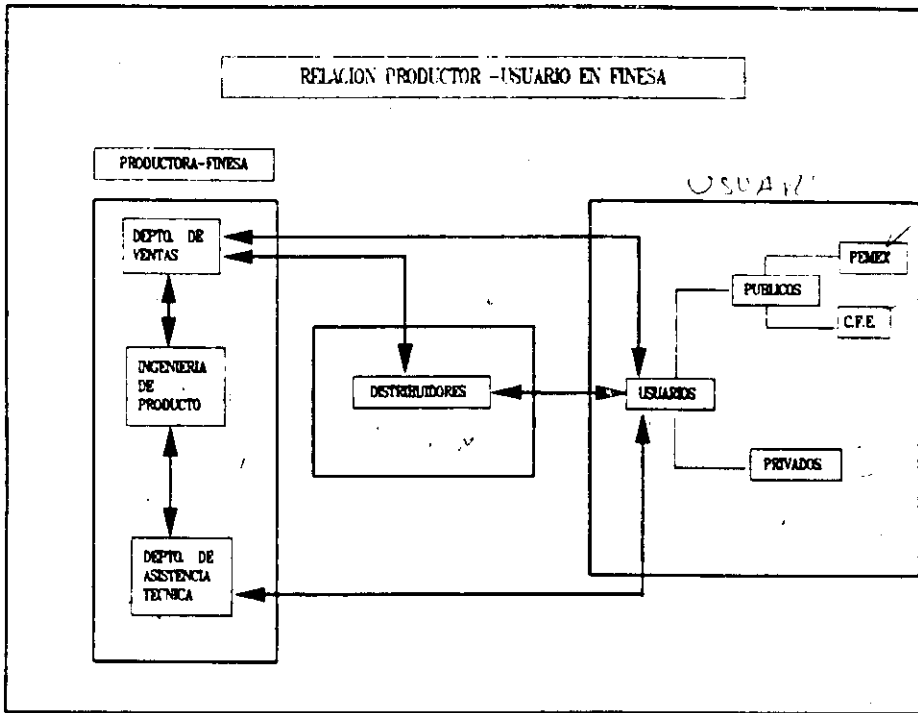 RELACION PRODUCTOR -USUARIO EN FINESA
PRODUCTORA-FINESA
DEPTO. DE
VENTAS
INGENIERIA
DE
PRODUCTO
DEPTO. DE
ASISTENCIA
TECNICA
DISTRIBUIDORES
USUARIOS
PUBLICOS
PEMEX
C.F.E.
PRIVADOS